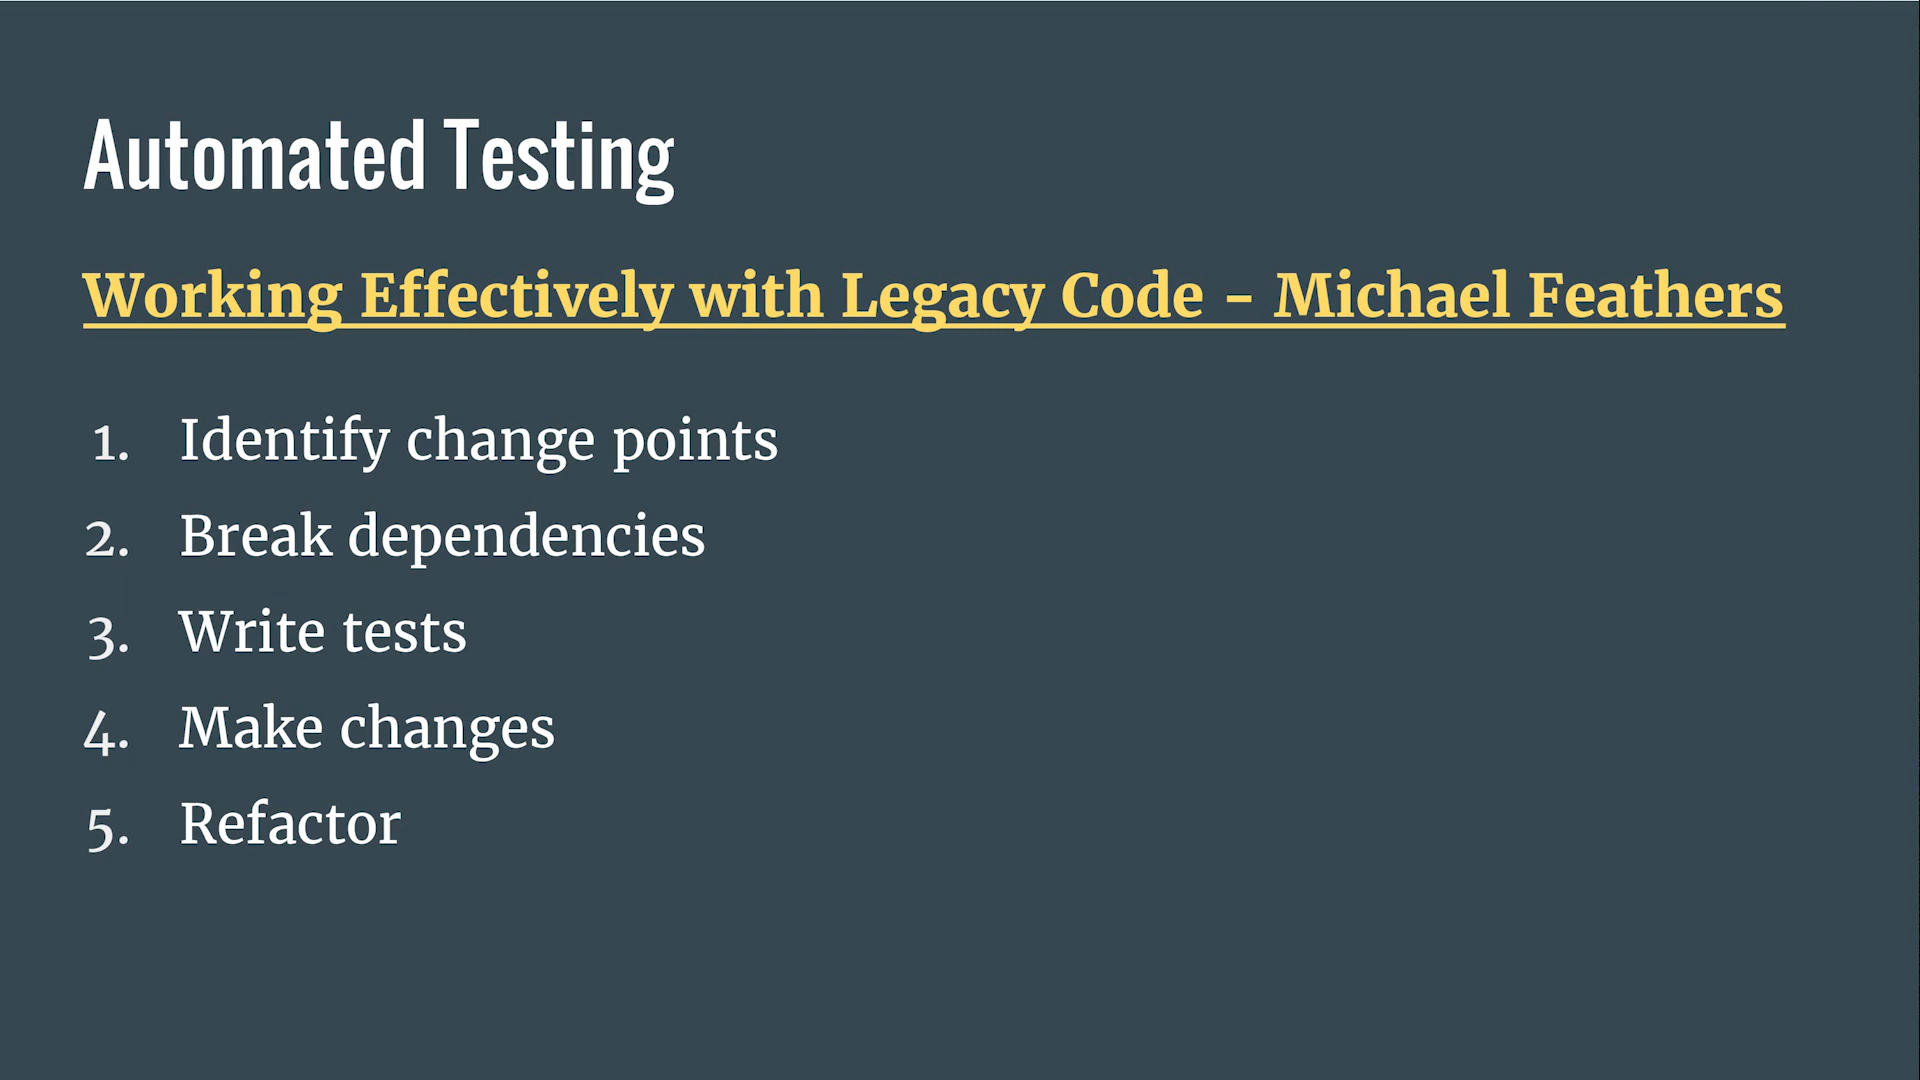 Automated Testing
Working Effectively with Legacy Code - Michael Feathers
1. Identify change points
2. Break dependencies
3. Write tests
4. Make changes
5. Refactor